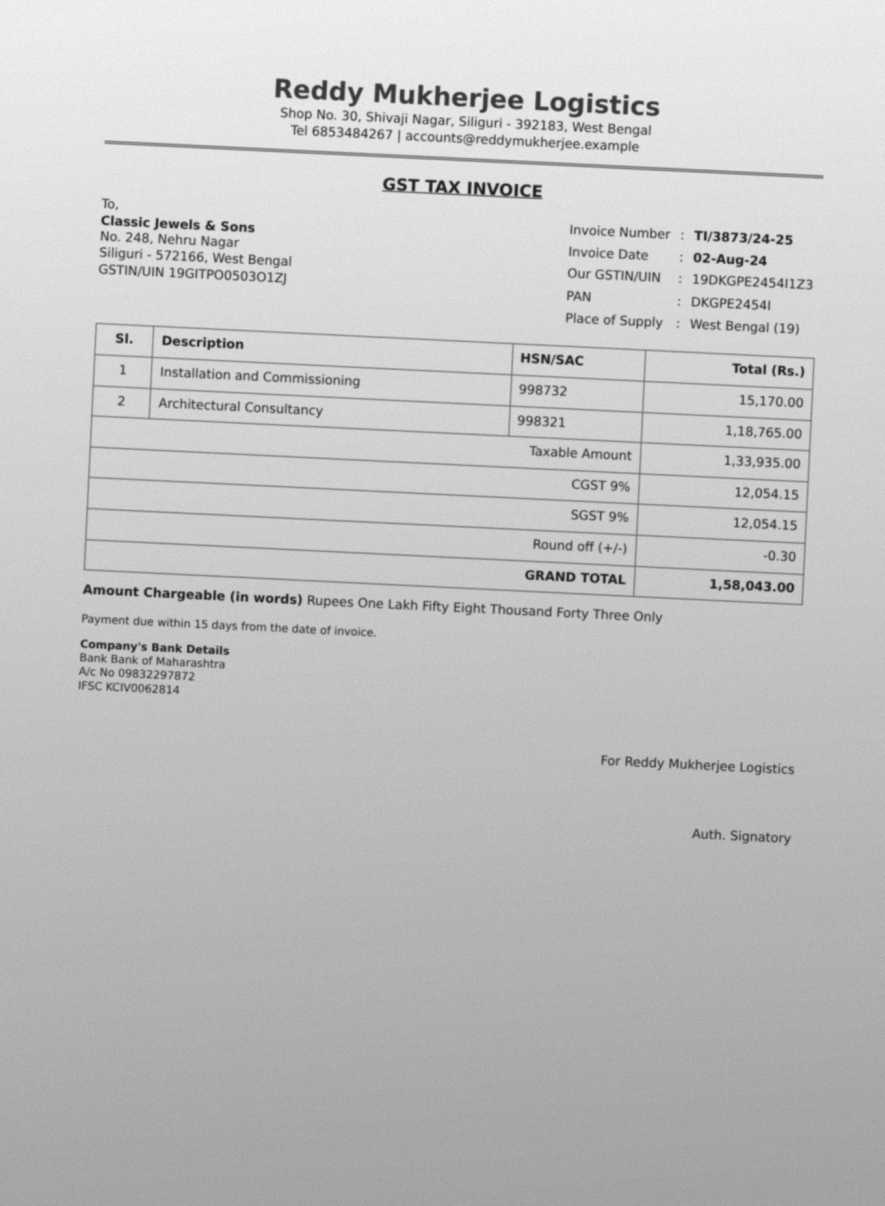 Reddy Mukherjee Logistics
Shop No. 30, Shivaji Nagar, Siliguri - 392183, West Bengal
Tel 6853484267 | accounts@reddymukherjee.example
GST TAX INVOICE
To,
Classic Jewels & Sons
No. 248, Nehru Nagar
Siliguri - 572166, West Bengal
GSTIN/UIN 19GITPO0503O1ZJ
Invoice Number : TI/3873/24-25
Invoice Date : 02-Aug-24
Our GSTIN/UIN : 19DKGPE2454I1Z3
PAN : DKGPE2454I
Place of Supply : West Bengal (19)
Sl. Description HSN/SAC Total (Rs.)
1 Installation and Commissioning 998732 15,170.00
2 Architectural Consultancy 998321 1,18,765.00
Taxable Amount 1,33,935.00
CGST 9% 12,054.15
SGST 9% 12,054.15
Round off (+/-) -0.30
GRAND TOTAL 1,58,043.00
Amount Chargeable (in words) Rupees One Lakh Fifty Eight Thousand Forty Three Only
Payment due within 15 days from the date of invoice.
Company's Bank Details
Bank Bank of Maharashtra
A/c No 09832297872
IFSC KCIV0062814
For Reddy Mukherjee Logistics
Auth. Signatory